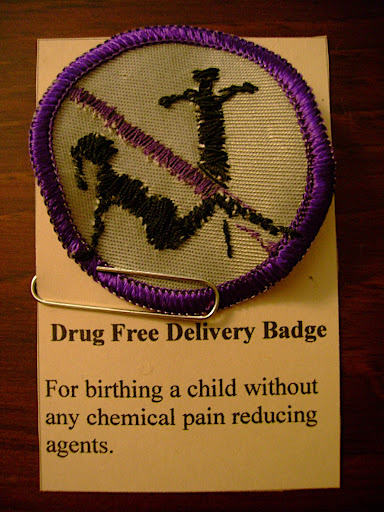 Drug Free Delivery Badge
For birthing a child without
any chemical pain reducing
agents.